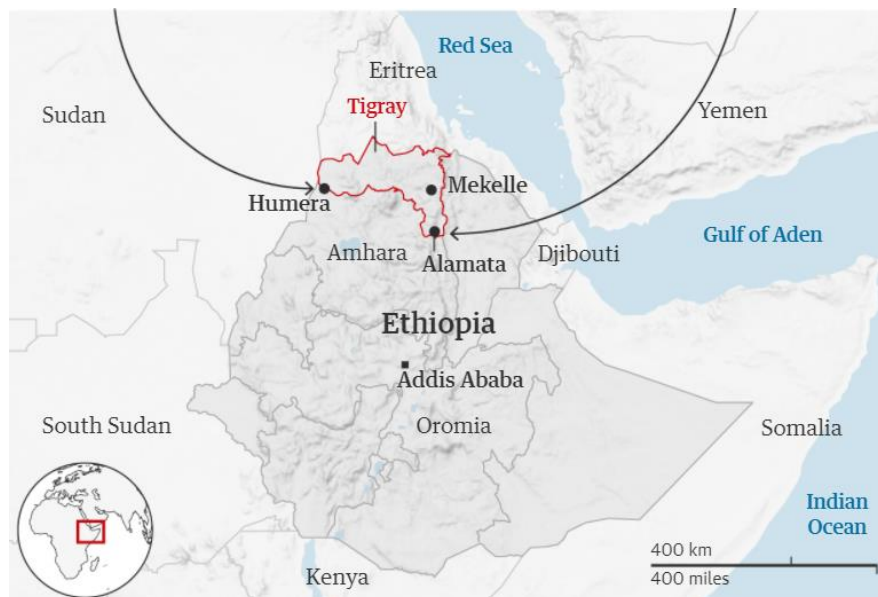 Red Sea
Eritrea
Tigray
Sudan
Yemen
Mekelle
Humera
Gulf of Aden
Amhara
Djibouti
Alamata
Ethiopia
Addis Ababa
South Sudan
Oromia
Somalia
Indian
Ocean
400 km
400 miles
Kenya